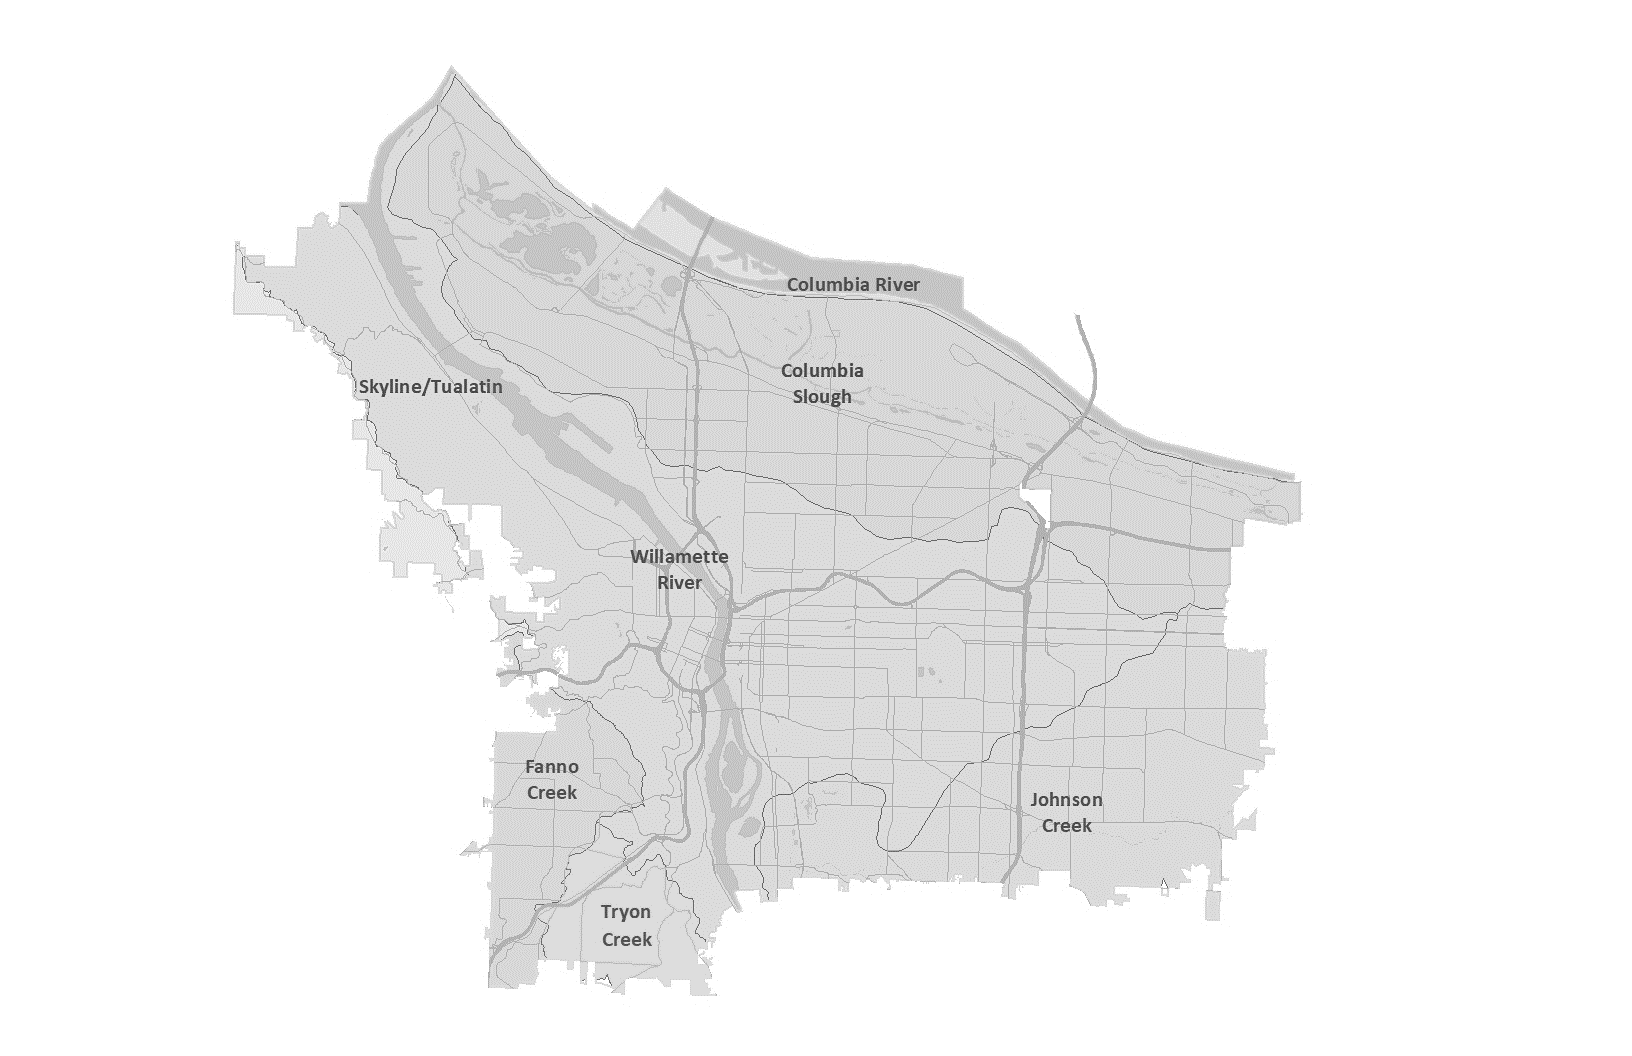 Columbia River
Columbia
Slough
Skyline/Tualatin
Willamette
River
Fanno
Creek
Johnson
Creek
Tryon
Creek